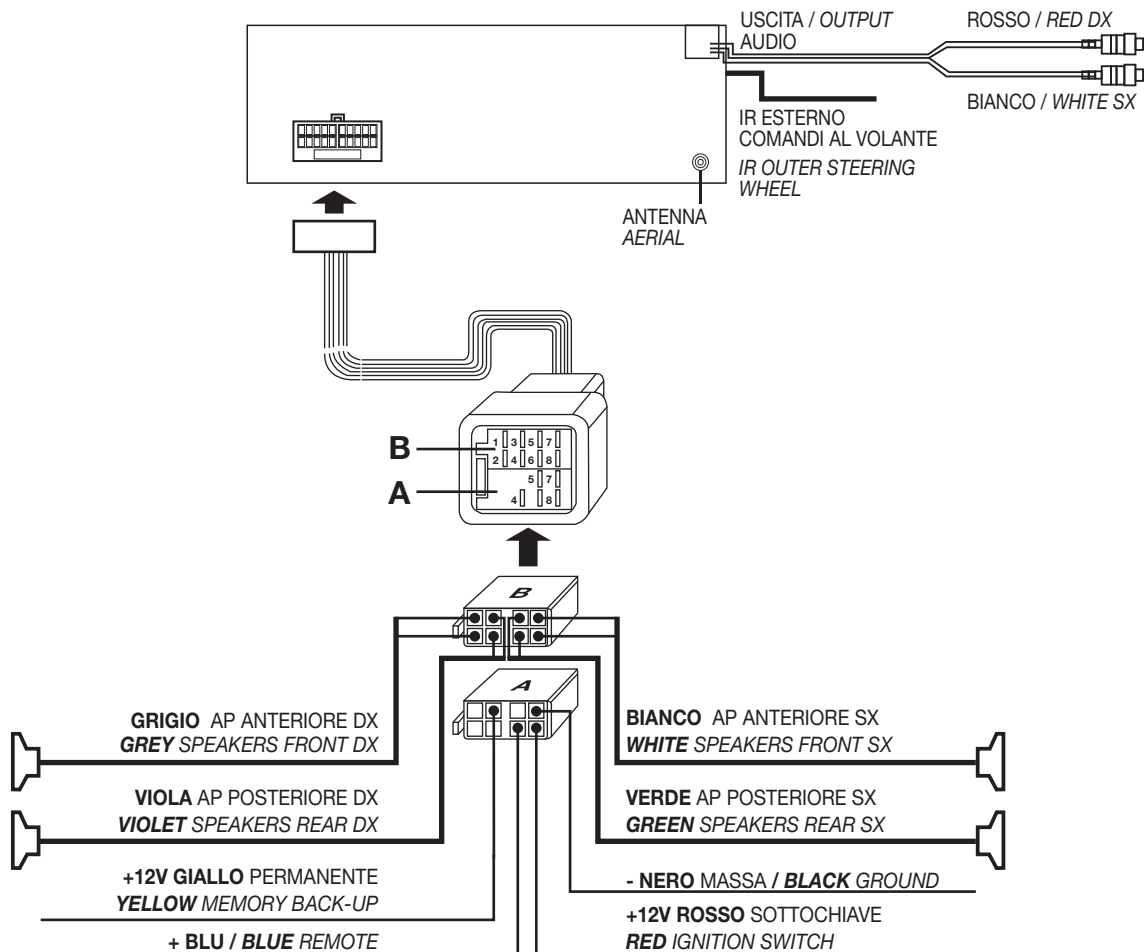 USCITA / OUTPUT
AUDIO
ROSSO / RED DX
BIANCO / WHITE SX
IR ESTERNO
COMANDI AL VOLANTE
IR OUTER STEERING
WHEEL
ANTENNA
AERIAL
B
A
1 3 5 7
2 4 6 8
5 7
4 8
B
A
GRIGIO AP ANTERIORE DX
GREY SPEAKERS FRONT DX
BIANCO AP ANTERIORE SX
WHITE SPEAKERS FRONT SX
VIOLA AP POSTERIORE DX
VIOLET SPEAKERS REAR DX
VERDE AP POSTERIORE SX
GREEN SPEAKERS REAR SX
+12V GIALLO PERMANENTE
YELLOW MEMORY BACK-UP
- NERO MASSA / BLACK GROUND
+ BLU / BLUE REMOTE
+12V ROSSO SOTTOCHIAVE
RED IGNITION SWITCH